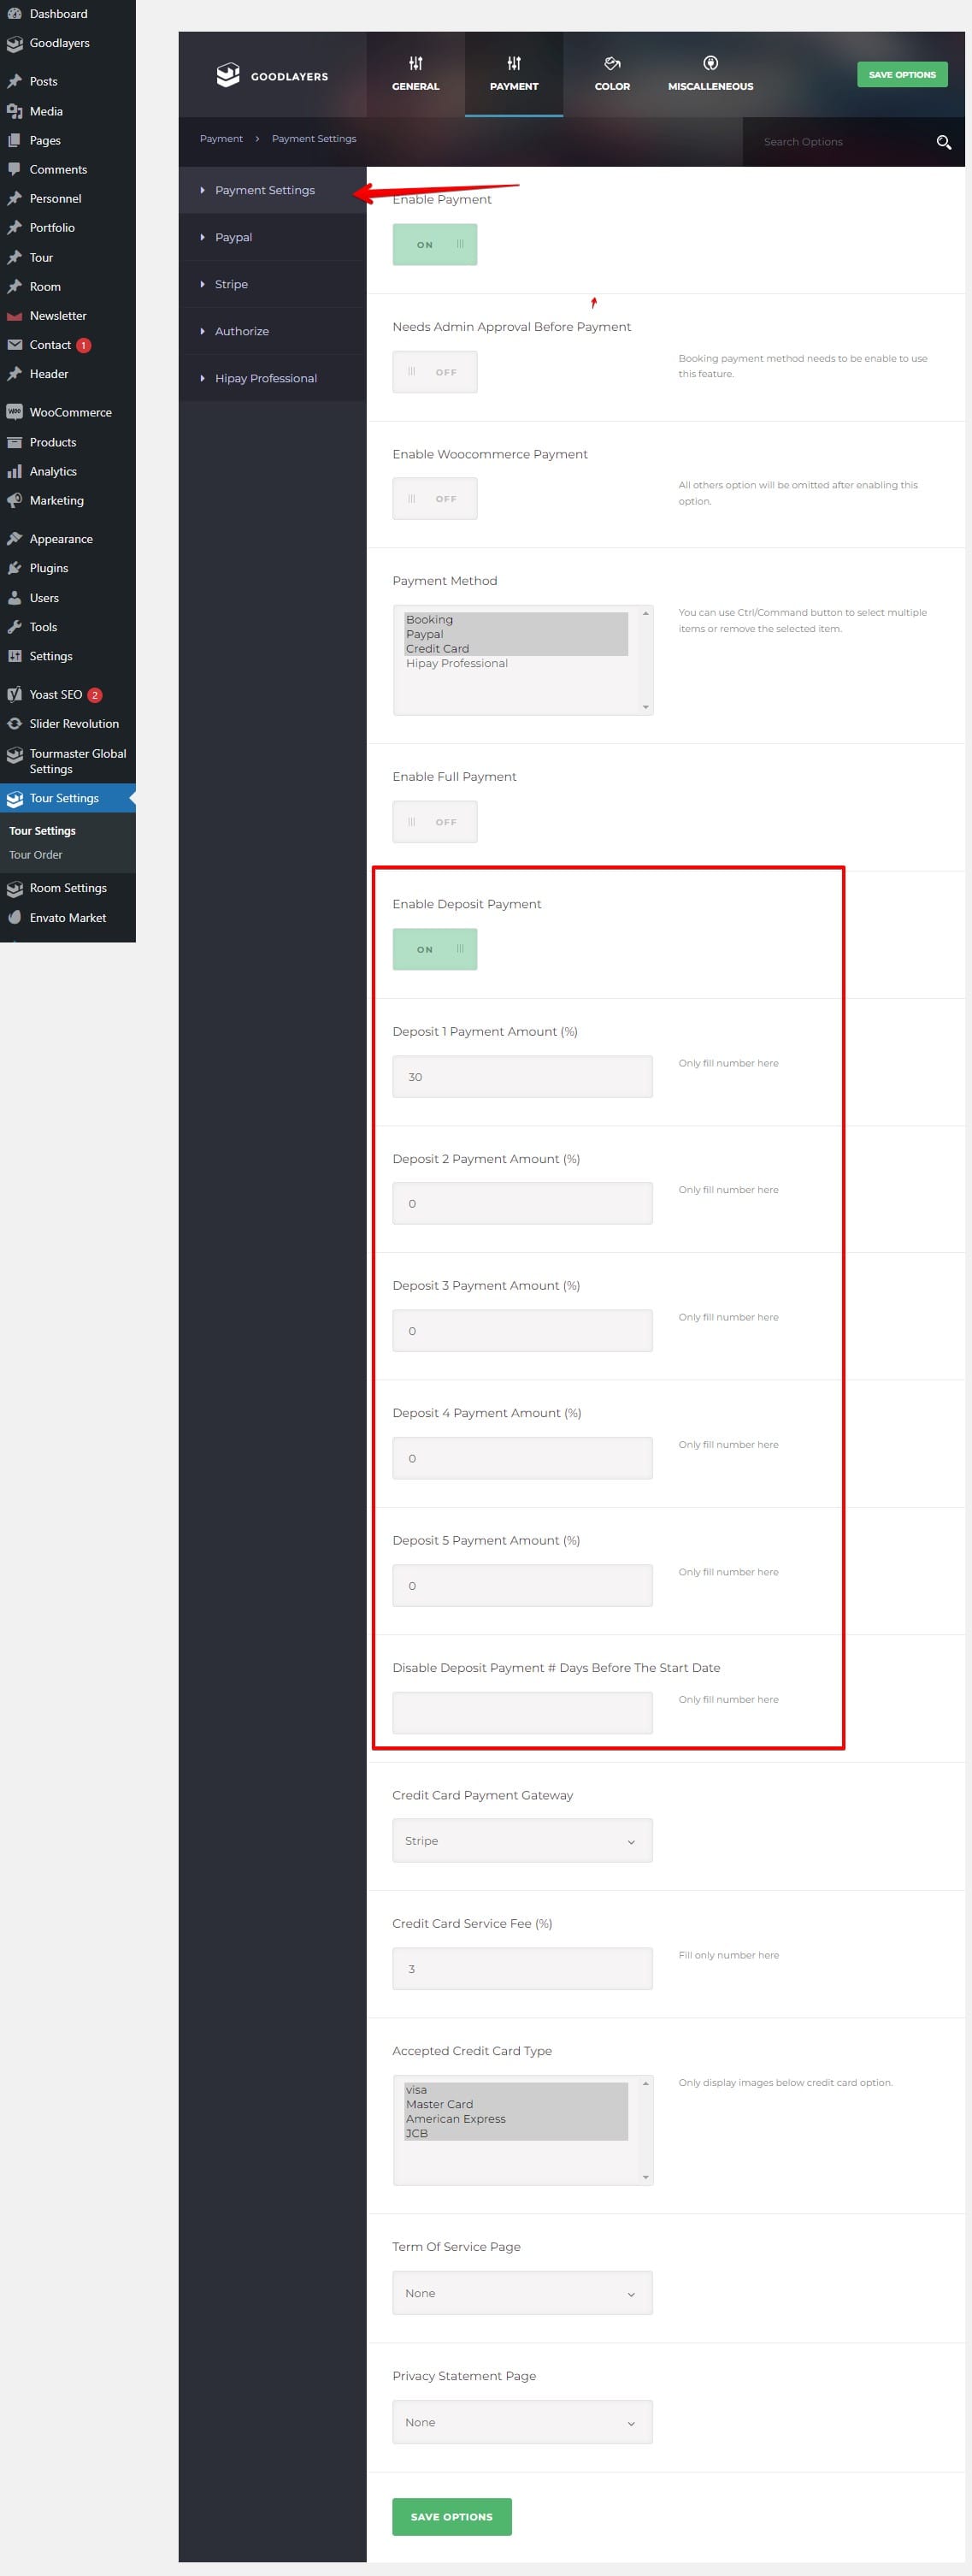 Dashboard
Goodlayers
Posts
Media
Pages
Comments
Personnel
Portfolio
Tour
Room
Newsletter
Contact 1
Header
WooCommerce
Products
Analytics
Marketing
Appearance
Plugins
Users
Tools
Settings
Yoast SEO 2
Slider Revolution
Tourmaster Global
Settings
Tour Settings
Tour Settings
Tour Order
Room Settings
Envato Market
GOODLAYERS
GENERAL
PAYMENT
COLOR
MISCELLANEOUS
SAVE OPTIONS
Payment > Payment Settings
Search Options
Payment Settings
Paypal
Stripe
Authorize
Hipay Professional
Enable Payment
ON
Needs Admin Approval Before Payment
OFF
Booking payment method needs to be enable to use
this feature.
Enable Woocommerce Payment
OFF
All others option will be omitted after enabling this
option.
Payment Method
Booking
Paypal
Credit Card
Hipay Professional
You can use Ctrl/Command button to select multiple
items or remove the selected item.
Enable Full Payment
OFF
Enable Deposit Payment
ON
Deposit 1 Payment Amount (%)
30
Only fill number here
Deposit 2 Payment Amount (%)
0
Only fill number here
Deposit 3 Payment Amount (%)
0
Only fill number here
Deposit 4 Payment Amount (%)
0
Only fill number here
Deposit 5 Payment Amount (%)
0
Only fill number here
Disable Deposit Payment # Days Before The Start Date
Only fill number here
Credit Card Payment Gateway
Stripe
Credit Card Service Fee (%)
3
Fill only number here
Accepted Credit Card Type
visa
Master Card
American Express
JCB
Only display images below credit card option.
Term Of Service Page
None
Privacy Statement Page
None
SAVE OPTIONS